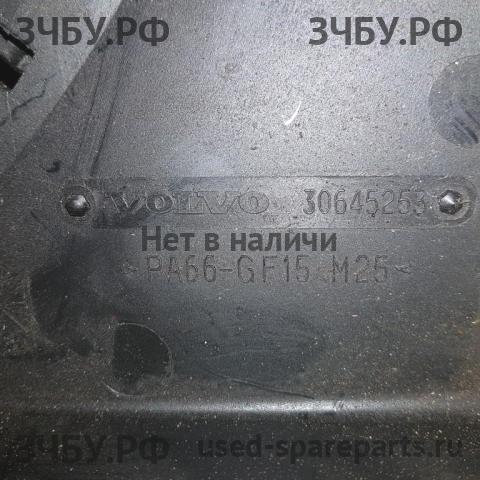 ЗЧБУ.РФ ЗЧБУ.РФ
VOLVO 30645253
Нет в наличи
>PA66-GF15 M25<
ЗЧБУ.РФ used-spareparts.ru